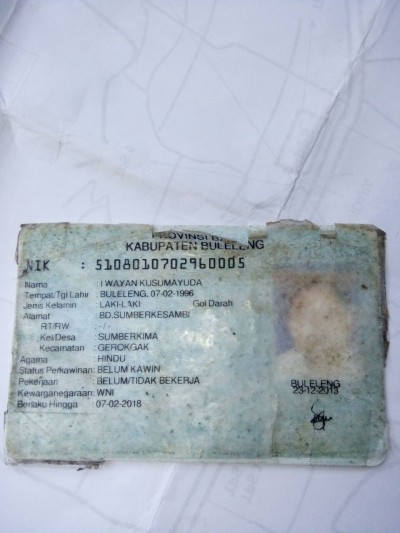 PROVINSI BA
KABUPATEN BULELENG
NIK : 5108010702960005
Nama : I WAYAN KUSUMAYUDA
Tempat/Tgl Lahir : BULELENG, 07-02-1996
Jenis Kelamin : LAKI-LAKI Gol Darah
Alamat : BD.SUMBERKESAMBI
RT/RW : -/-
Kel/Desa : SUMBERKIMA
Kecamatan : GEROKGAK
Agama : HINDU
Status Perkawinan: BELUM KAWIN
Pekerjaan : BELUM/TIDAK BEKERJA
Kewarganegaraan: WNI
Berlaku Hingga : 07-02-2018
BULELENG
23-12-2013